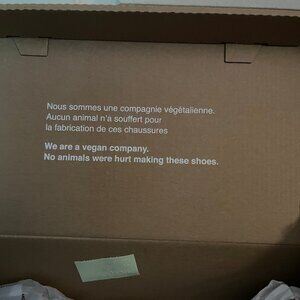 Nous sommes une compagnie végétalienne.
Aucun animal n'a souffert pour
la fabrication de ces chaussures
We are a vegan company.
No animals were hurt making these shoes.